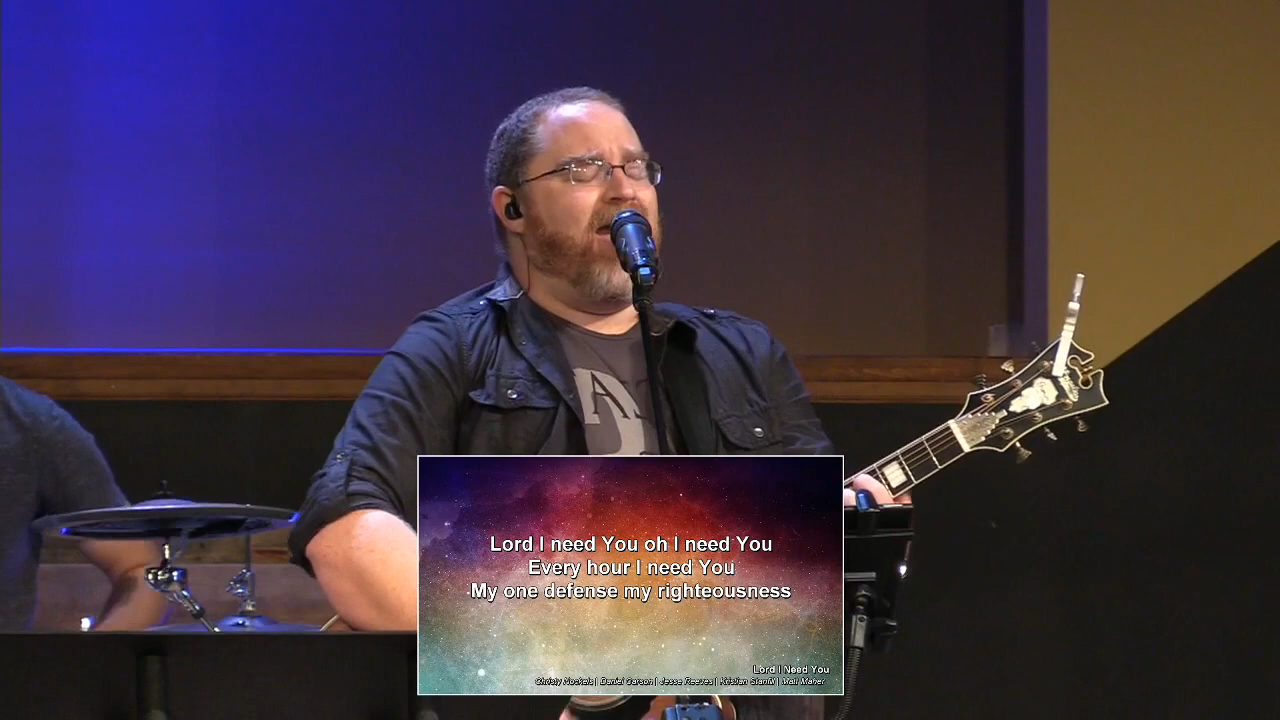 Lord I need You oh I need You
Every hour I need You
My one defense my righteousness
Lord I Need You
Christy Nockels | Daniel Carson | Jesse Reeves | Kristian Stanfill | Matt Maher